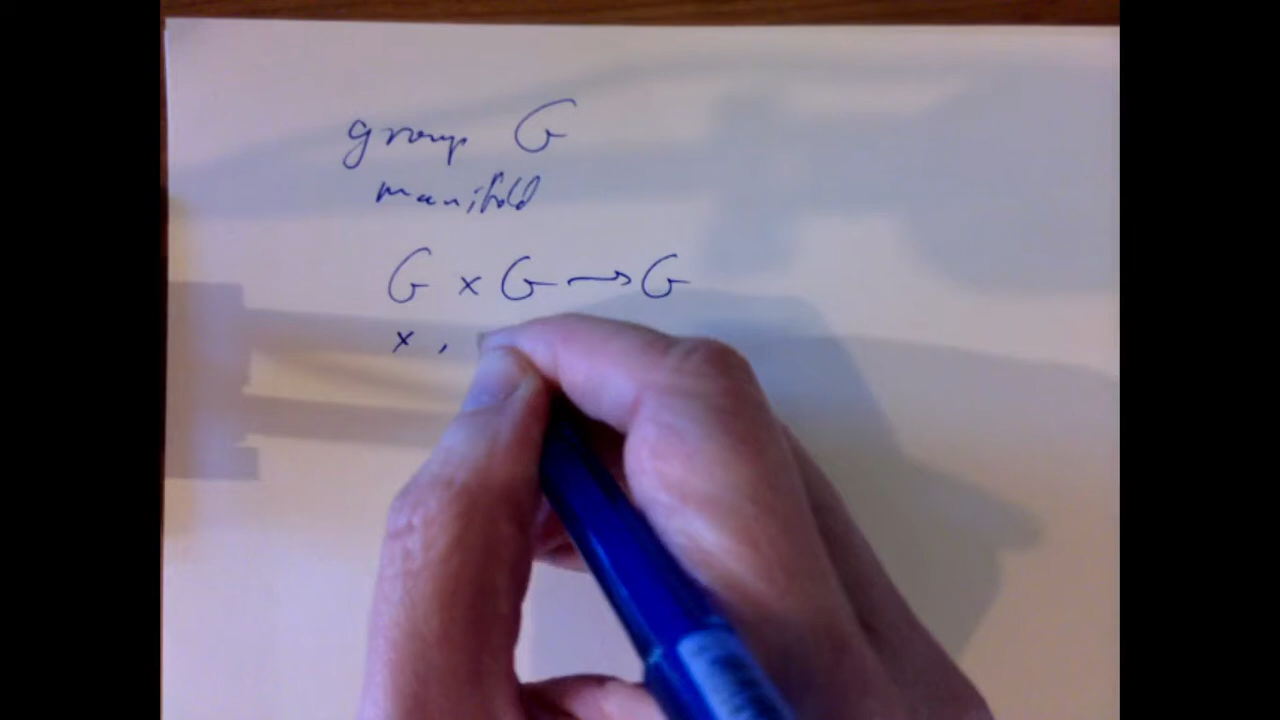 group G
manifold
G × G → G
x ,